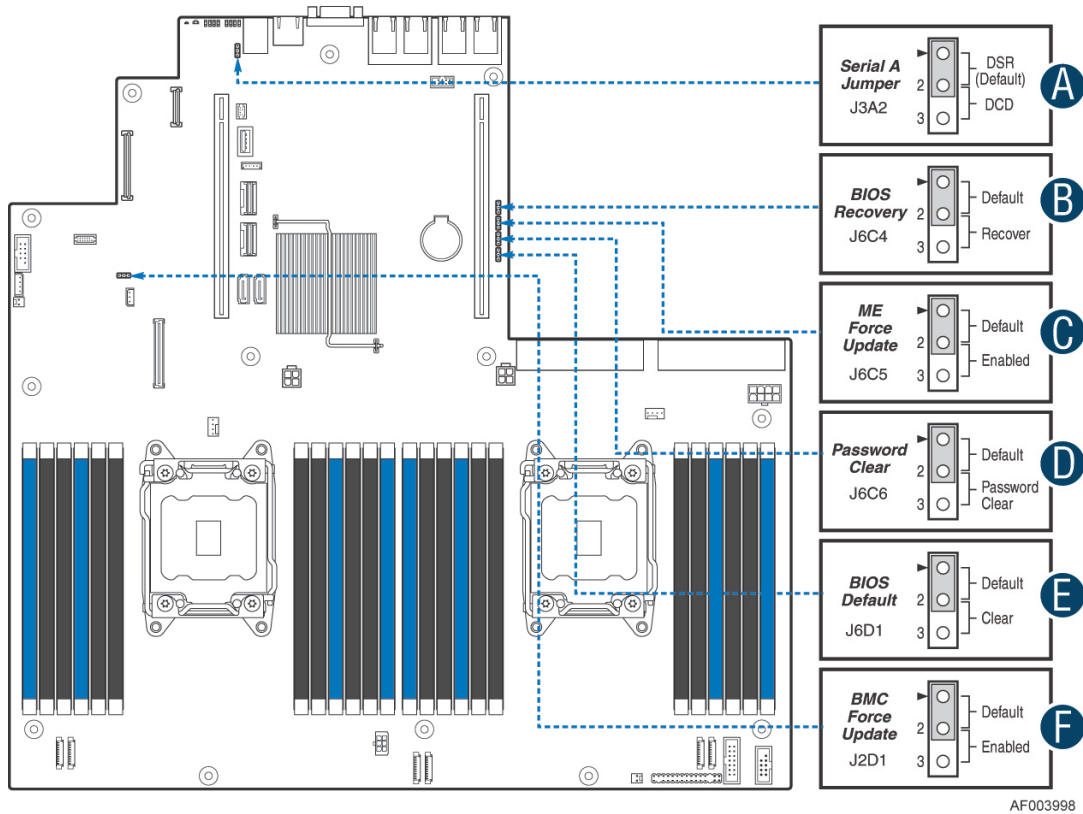 Serial A
Jumper
J3A2
2
3
DSR
(Default)
DCD
A
BIOS
Recovery
J6C4
2
3
Default
Recover
B
ME
Force
Update
J6C5
2
3
Default
Enabled
C
Password
Clear
J6C6
2
3
Default
Password
Clear
D
BIOS
Default
J6D1
2
3
Default
Clear
E
BMC
Force
Update
J2D1
2
3
Default
Enabled
F
AF003998